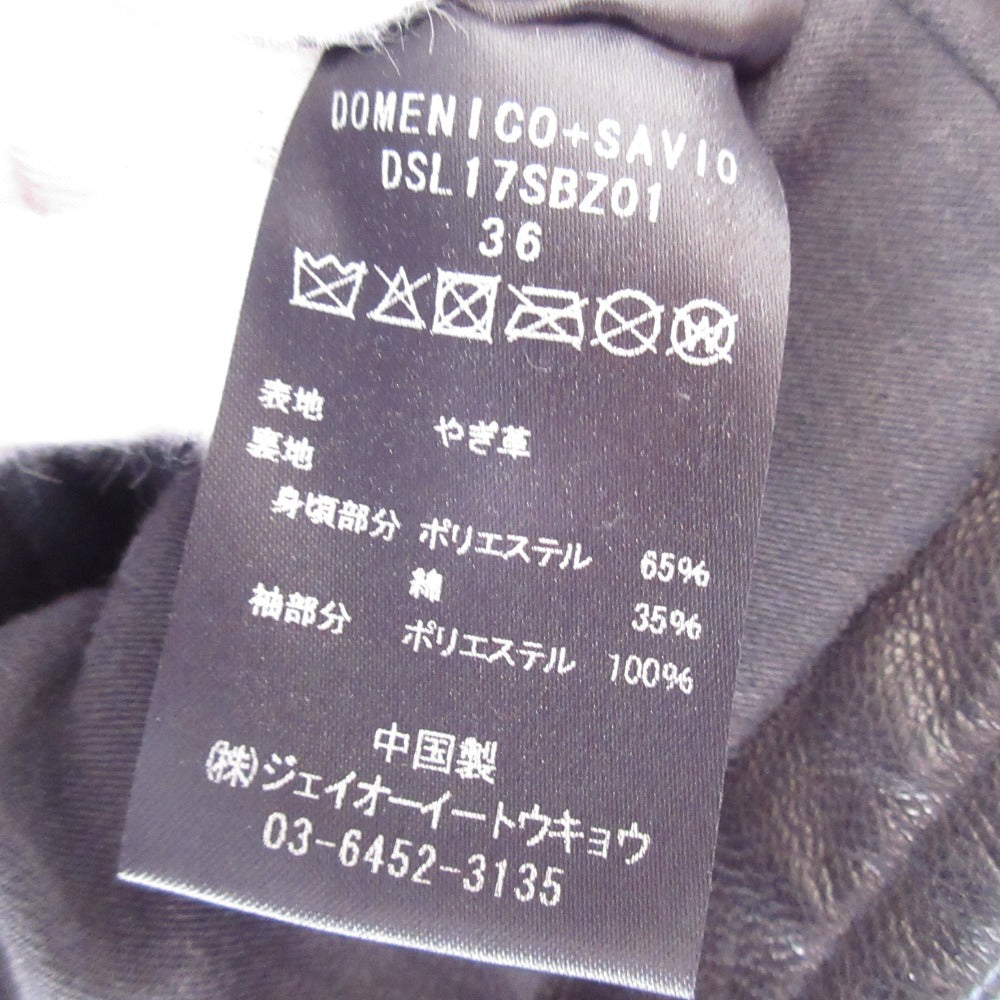 DOMENICO+SAVIO
DSL17SBZ01
36
W
表地 やぎ革
裏地
身頃部分 ポリエステル 65%
綿 35%
袖部分 ポリエステル 100%
中国製
(株)ジェイオーイートウキョウ
03-6452-3135